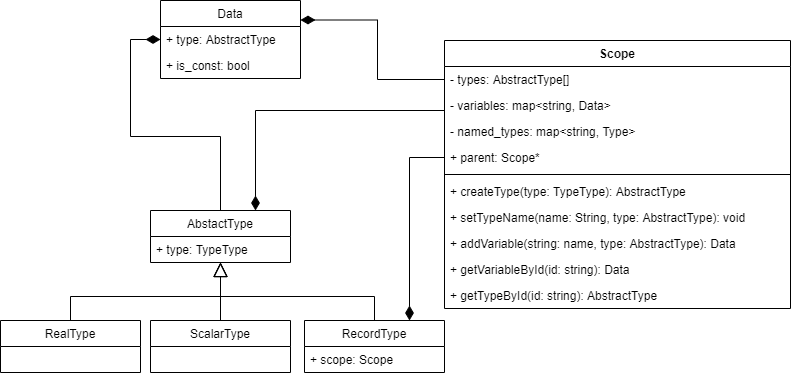 Data
+ type: AbstractType
+ is_const: bool
Scope
- types: AbstractType[]
- variables: map<string, Data>
- named_types: map<string, Type>
+ parent: Scope*
+ createType(type: TypeType): AbstractType
+ setTypeName(name: String, type: AbstractType): void
+ addVariable(string: name, type: AbstractType): Data
+ getVariableById(id: string): Data
+ getTypeById(id: string): AbstractType
AbstactType
+ type: TypeType
RealType
ScalarType
RecordType
+ scope: Scope